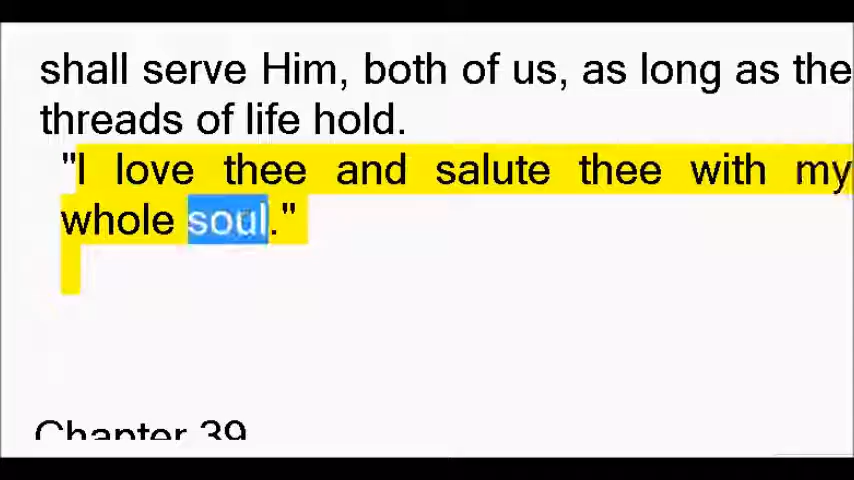 shall serve Him, both of us, as long as the
threads of life hold.
"I love thee and salute thee with my
whole soul."
Chapter 39